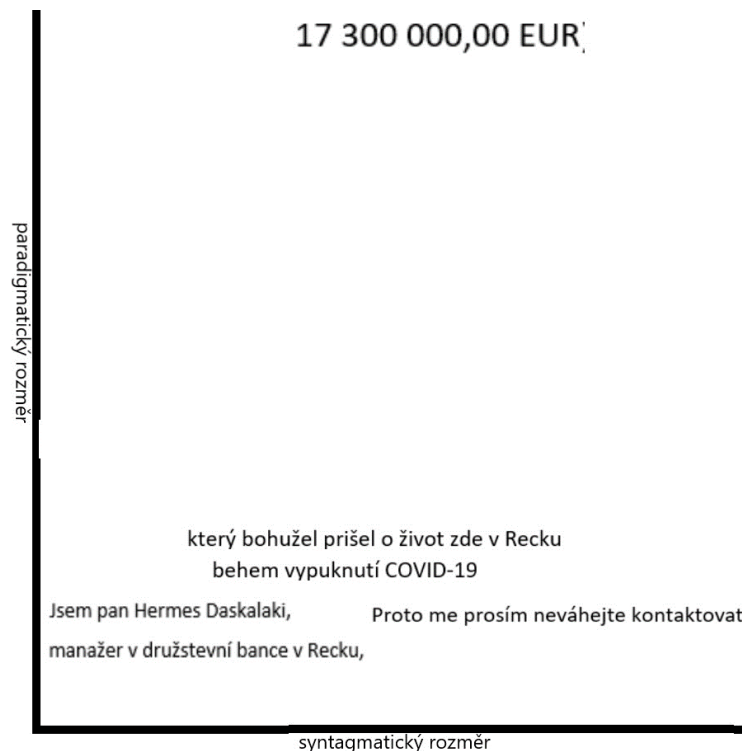 17 300 000,00 EUR)
paradigmatický rozměr
který bohužel prišel o život zde v Recku
behem vypuknutí COVID-19
Jsem pan Hermes Daskalaki,
manažer v družstevní bance v Recku,
Proto me prosím neváhejte kontaktovat
syntagmatický rozměr